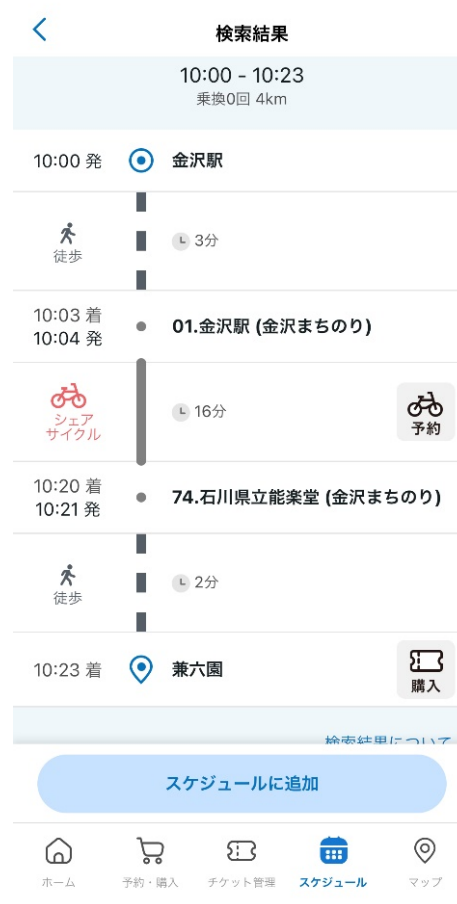 検索結果
10:00 - 10:23
乗換0回 4km
10:00 発
金沢駅
徒歩
3分
10:03 着
10:04 発
01.金沢駅 (金沢まちのり)
シェア
サイクル
16分
予約
10:20 着
10:21 発
74.石川県立能楽堂 (金沢まちのり)
徒歩
2分
10:23 着
兼六園
購入
検索結果について
スケジュールに追加
ホーム
予約・購入
チケット管理
スケジュール
マップ